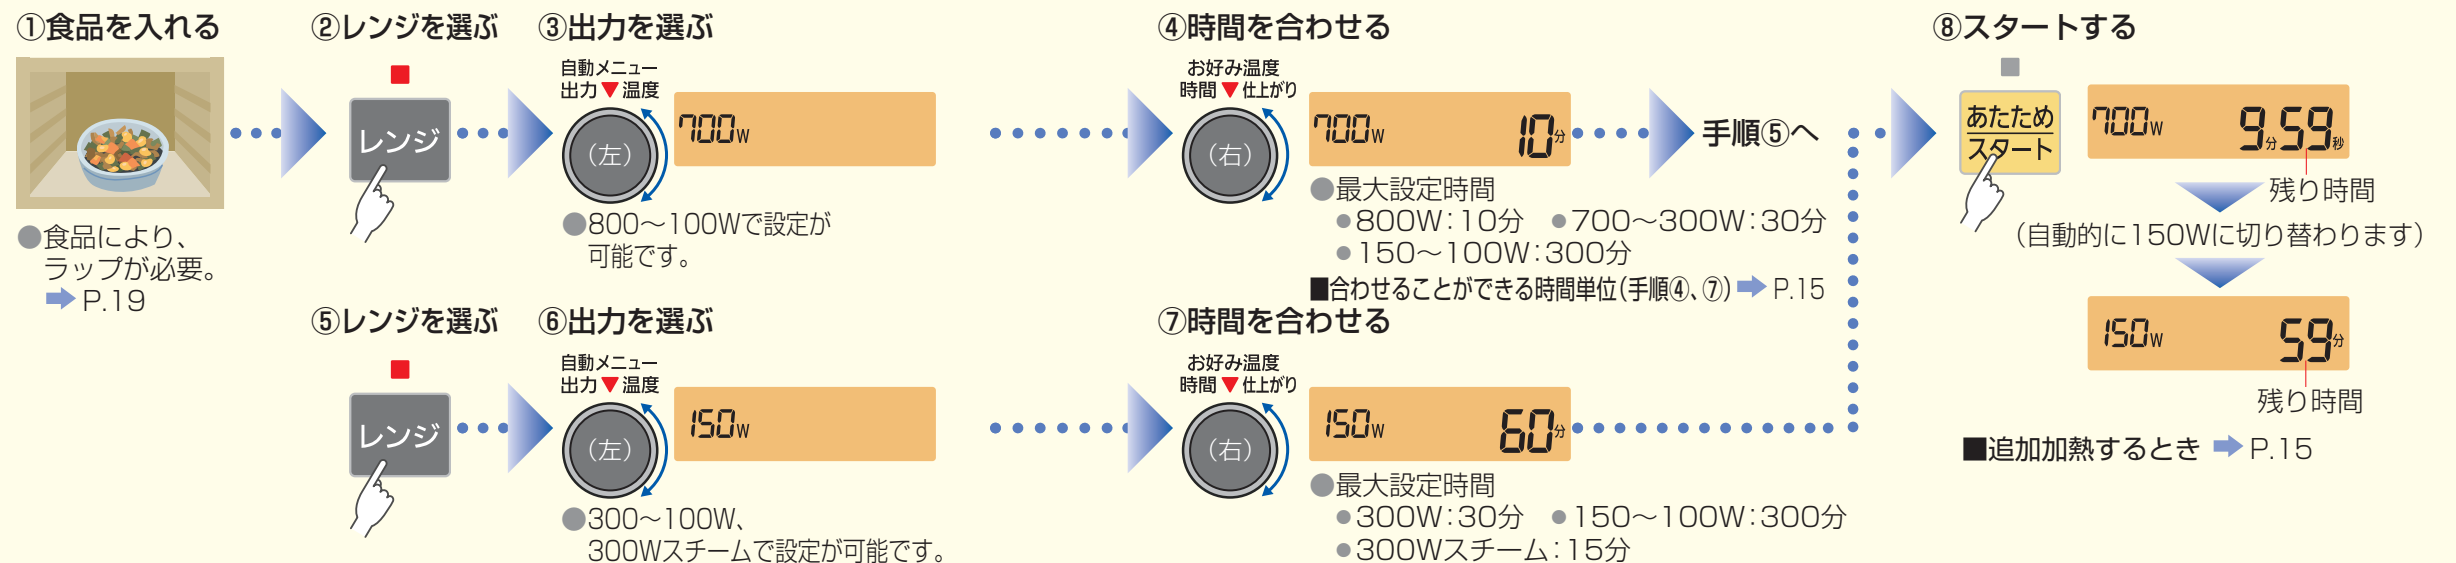 ①食品を入れる
●食品により、
ラップが必要。
➡ P.19
②レンジを選ぶ
レンジ
③出力を選ぶ
自動メニュー
出力▼温度
（左）
700W
●800～100Wで設定が
可能です。
④時間を合わせる
お好み温度
時間▼仕上がり
（右）
700W 10分
手順⑤へ
●最大設定時間
●800W：10分 ●700～300W：30分
●150～100W：300分
■合わせることができる時間単位（手順④、⑦）➡ P.15
⑤レンジを選ぶ
レンジ
⑥出力を選ぶ
自動メニュー
出力▼温度
（左）
150W
●300～100W、
300Wスチームで設定が可能です。
⑦時間を合わせる
お好み温度
時間▼仕上がり
（右）
150W 60分
●最大設定時間
●300W：30分 ●150～100W：300分
●300Wスチーム：15分
⑧スタートする
あたため
スタート
700W 9分59秒
残り時間
（自動的に150Wに切り替わります）
150W 59分
残り時間
■追加加熱するとき ➡ P.15